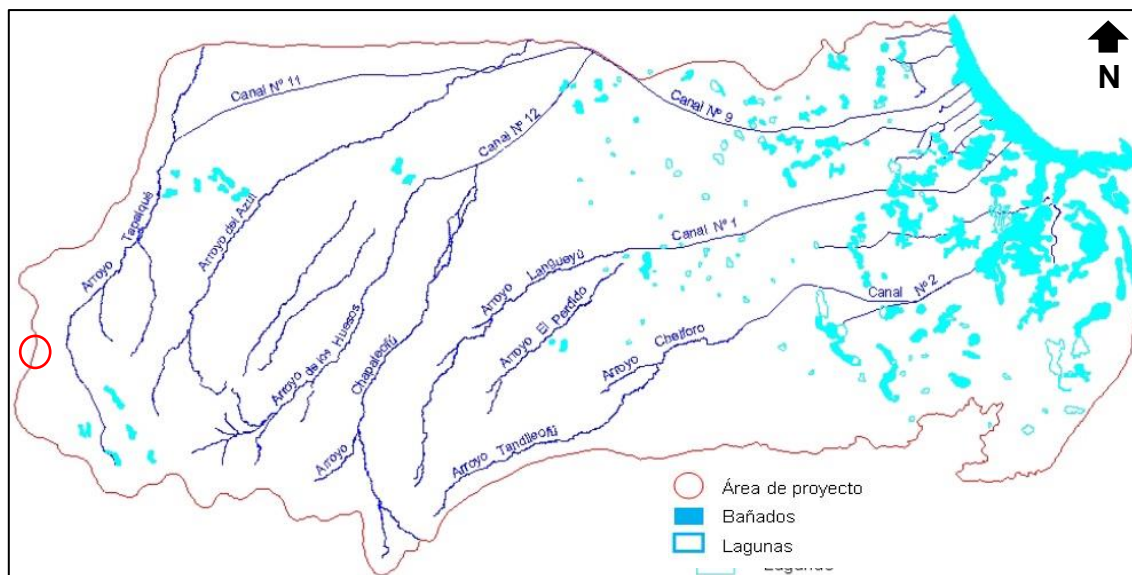 N
Canal Nº 11
Canal Nº 12
Canal Nº 9
Arroyo Tapalqué
Arroyo del Azul
Canal Nº 1
Arroyo Langueyú
Arroyo El Perdido
Canal Nº 2
Arroyo de los Huesos
Arroyo Chapaleofú
Arroyo Chelforo
Arroyo Tandileofú
Área de proyecto
Bañados
Lagunas